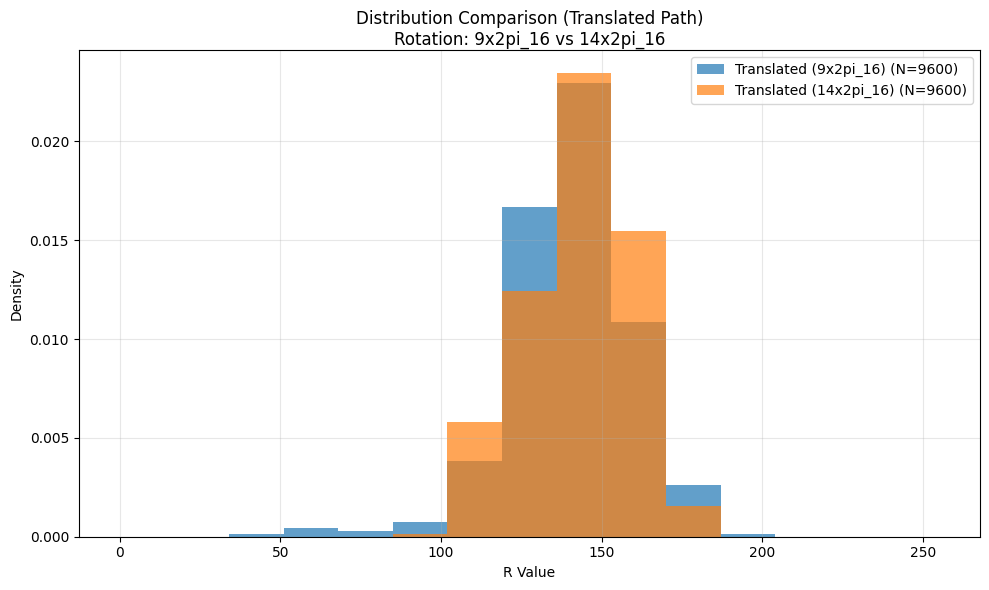 Distribution Comparison (Translated Path)
Rotation: 9x2pi_16 vs 14x2pi_16
Translated (9x2pi_16) (N=9600)
Translated (14x2pi_16) (N=9600)
Density
0.020
0.015
0.010
0.005
0.000
0 50 100 150 200 250
R Value